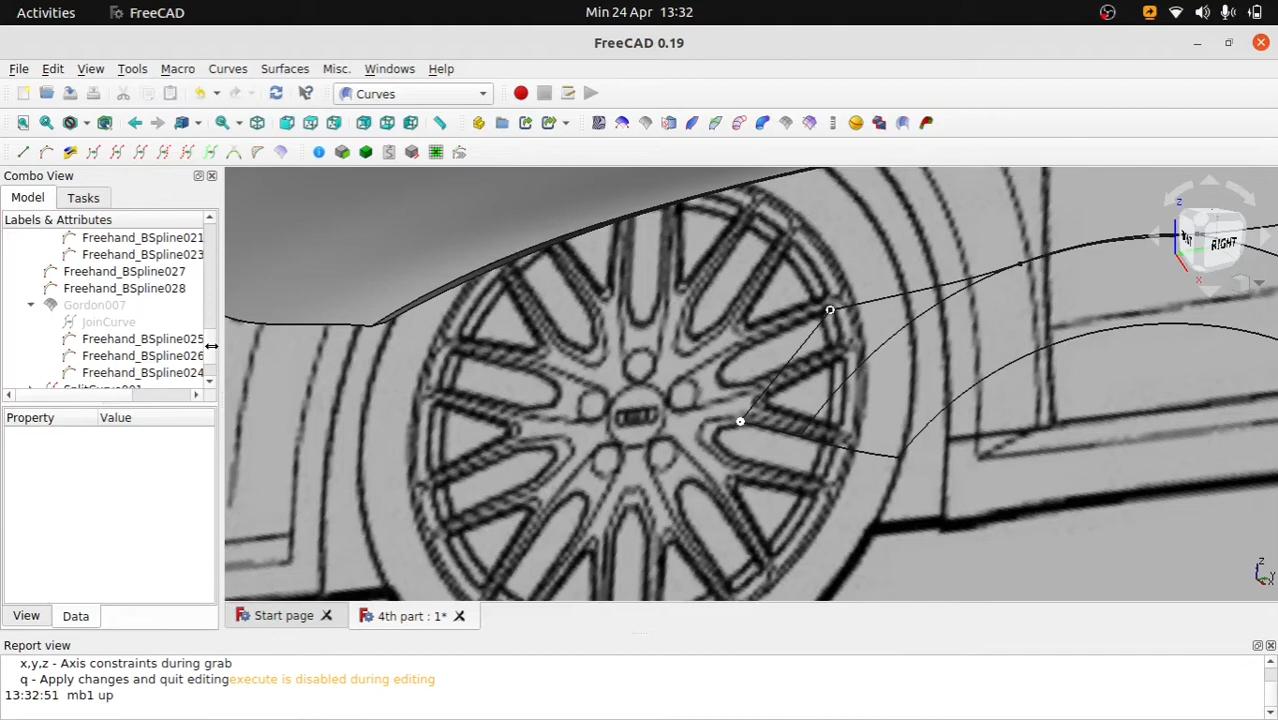 Activities FreeCAD Min 24 Apr 13:32
FreeCAD 0.19
File Edit View Tools Macro Curves Surfaces Misc. Windows Help
Curves
Combo View
Model Tasks
Labels & Attributes
Freehand_BSpline021
Freehand_BSpline023
Freehand_BSpline027
Freehand_BSpline028
Gordon007
JoinCurve
Freehand_BSpline025
Freehand_BSpline026
Freehand_BSpline024
SplitCurve001
Property Value
View Data
Z
X
RIGHT
Z
Y
Start page 4th part : 1*
Report view
x,y,z - Axis constraints during grab
q - Apply changes and quit editingexecute is disabled during editing
13:32:51 mb1 up